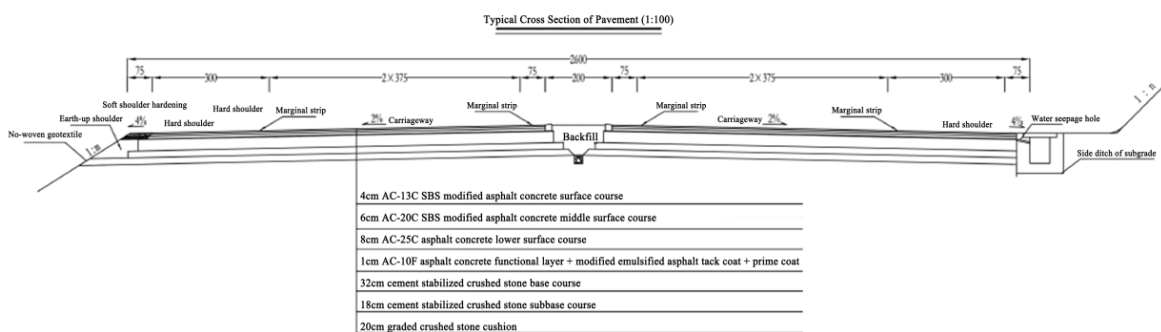 Typical Cross Section of Pavement (1:100)
2600
75
300
2×375
75
200
75
2×375
300
75
Soft shoulder hardening
Earth-up shoulder
No-woven geotextile
1:n
4%
Hard shoulder
Hard shoulder
Marginal strip
2%
Carriageway
Marginal strip
Backfill
Marginal strip
Carriageway
2%
Marginal strip
Hard shoulder
4%
Water seepage hole
1:n
Side ditch of subgrade
4cm AC-13C SBS modified asphalt concrete surface course
6cm AC-20C SBS modified asphalt concrete middle surface course
8cm AC-25C asphalt concrete lower surface course
1cm AC-10F asphalt concrete functional layer + modified emulsified asphalt tack coat + prime coat
32cm cement stabilized crushed stone base course
18cm cement stabilized crushed stone subbase course
20cm graded crushed stone cushion